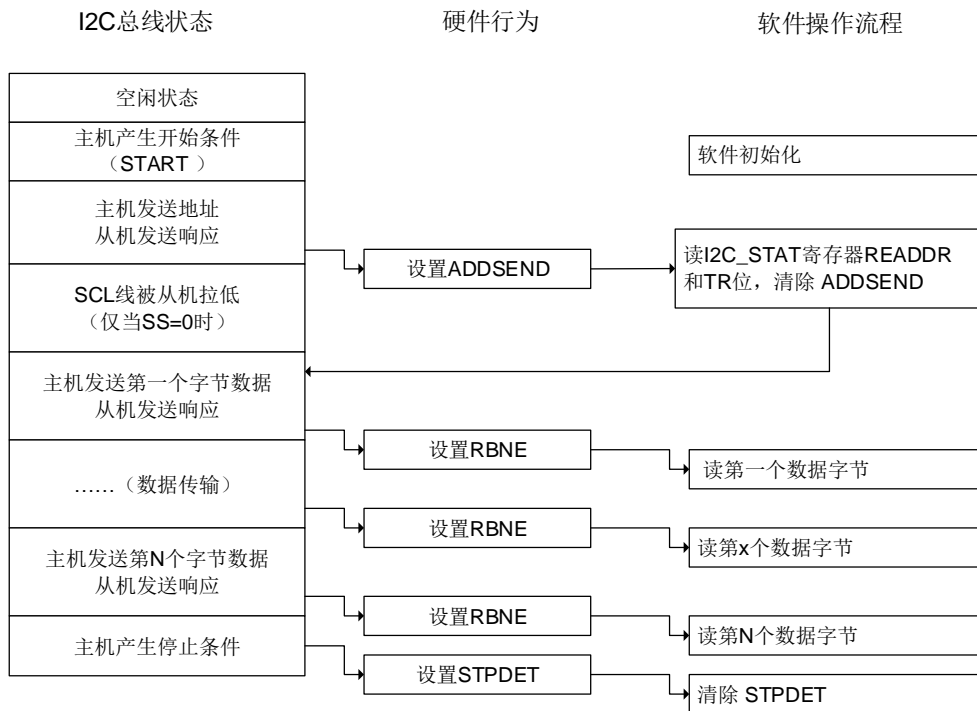 I2C总线状态
硬件行为
软件操作流程
空闲状态
主机产生开始条件
（START ）
软件初始化
主机发送地址
从机发送响应
设置ADDSEND
读I2C_STAT寄存器READDR
和TR位，清除 ADDSEND
SCL线被从机拉低
（仅当SS=0时）
主机发送第一个字节数据
从机发送响应
设置RBNE
读第一个数据字节
……（数据传输）
设置RBNE
读第x个数据字节
主机发送第N个字节数据
从机发送响应
设置RBNE
读第N个数据字节
主机产生停止条件
设置STPDET
清除 STPDET